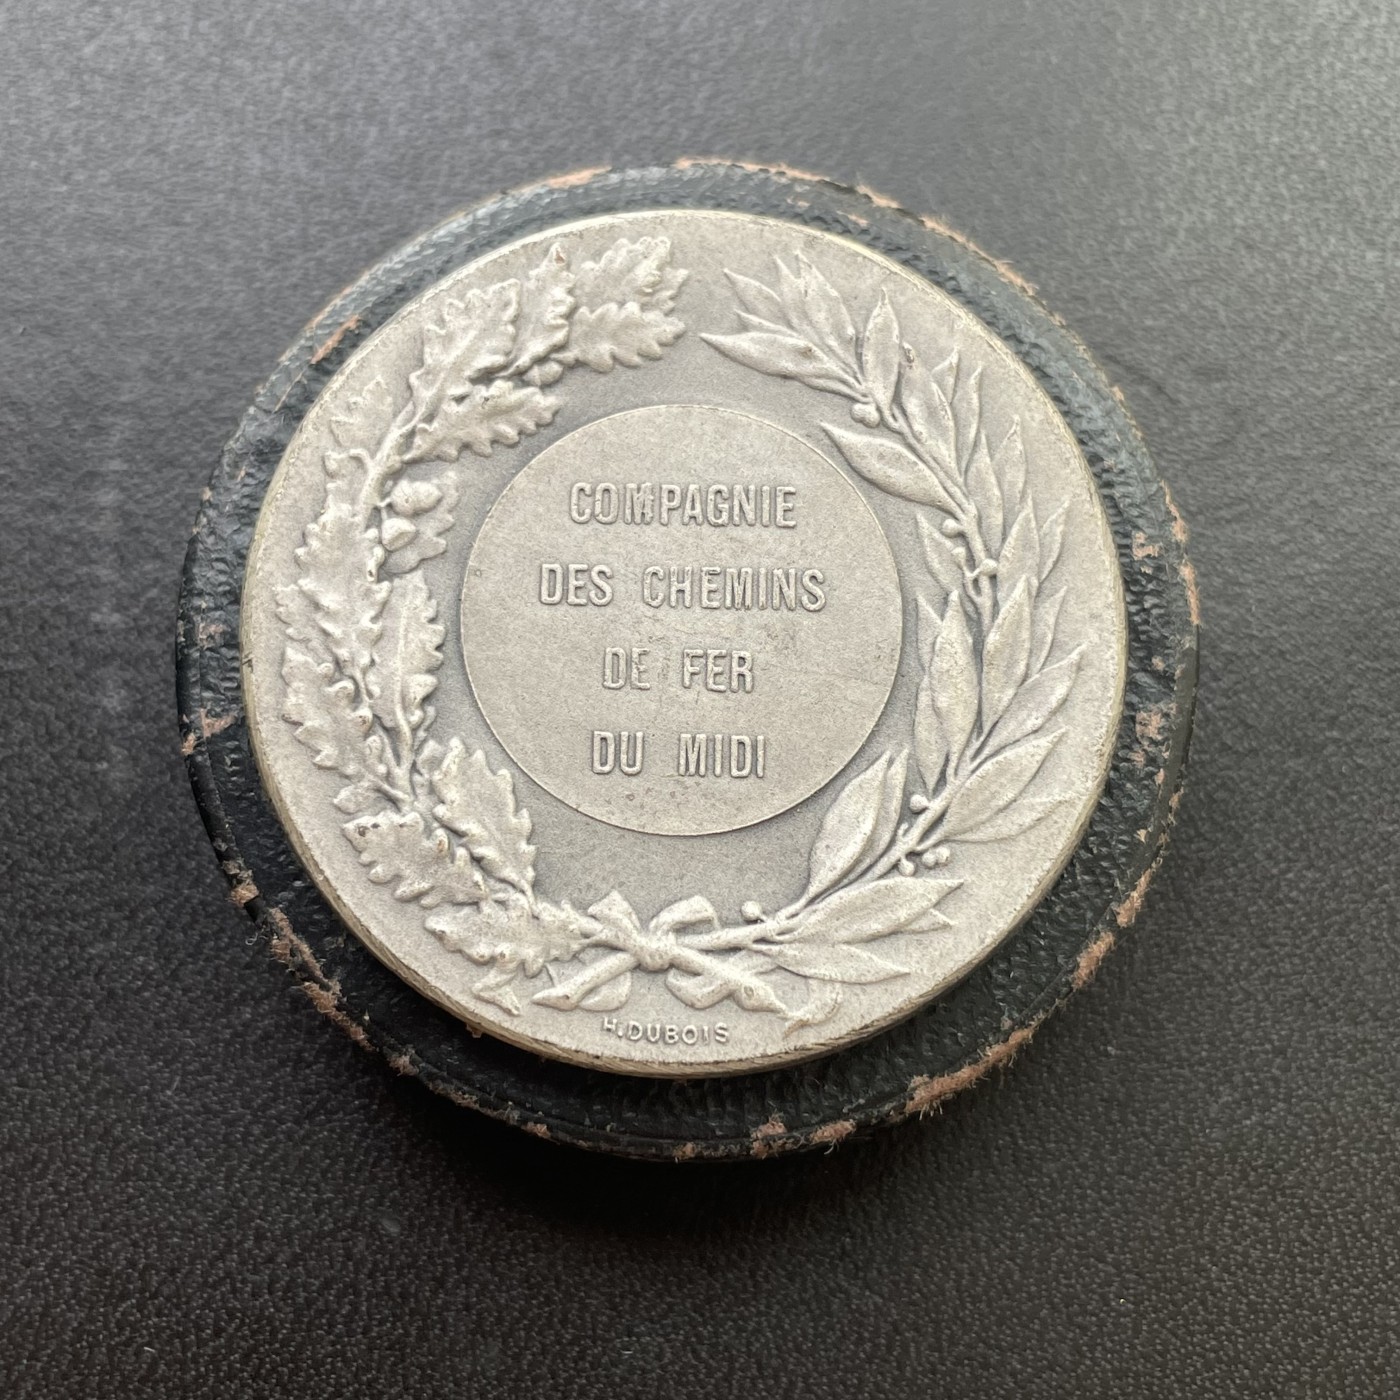 COMPAGNIE
DES CHEMINS
DE FER
DU MIDI
H.DUBOIS